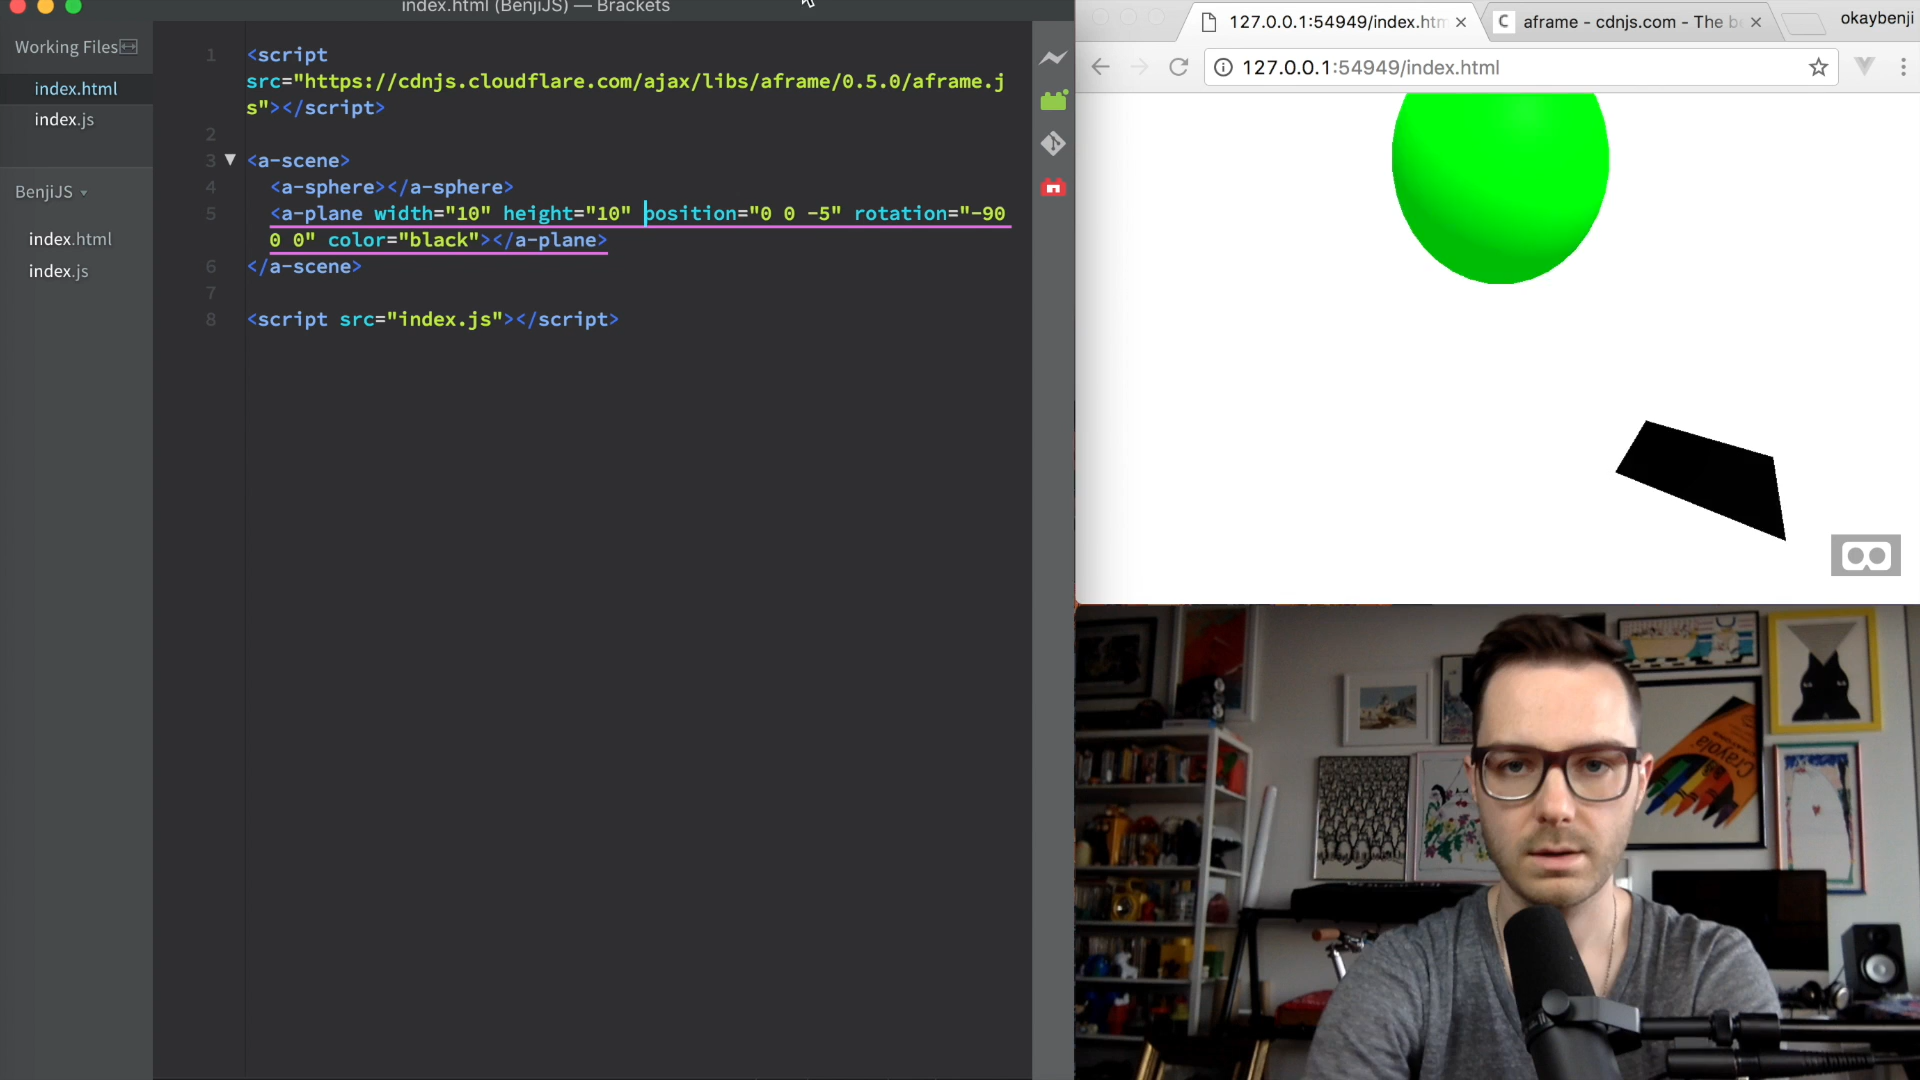 index.html (BenjiJS) — Brackets
Working Files
index.html
index.js
BenjiJS
index.html
index.js
1 <script
src="https://cdnjs.cloudflare.com/ajax/libs/aframe/0.5.0/aframe.j
s"></script>
2
3 <a-scene>
4 <a-sphere></a-sphere>
5 <a-plane width="10" height="10" position="0 0 -5" rotation="-90
0 0" color="black"></a-plane>
6 </a-scene>
7
8 <script src="index.js"></script>
127.0.0.1:54949/index.htm
C aframe - cdnjs.com - The be
okaybenji
127.0.0.1:54949/index.html
Crayola